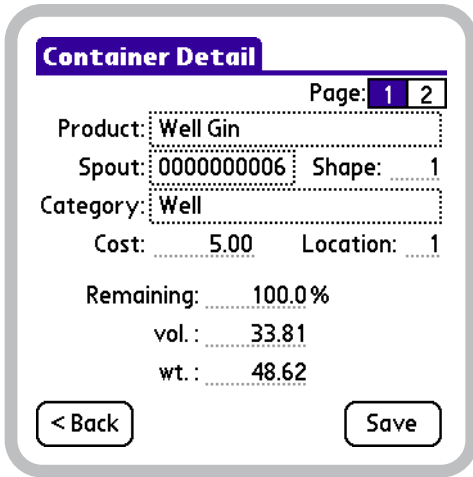 Container Detail
Page: 1 2
Product: Well Gin
Spout: 0000000006 Shape: 1
Category: Well
Cost: 5.00 Location: 1
Remaining: 100.0%
vol. : 33.81
wt. : 48.62
< Back Save